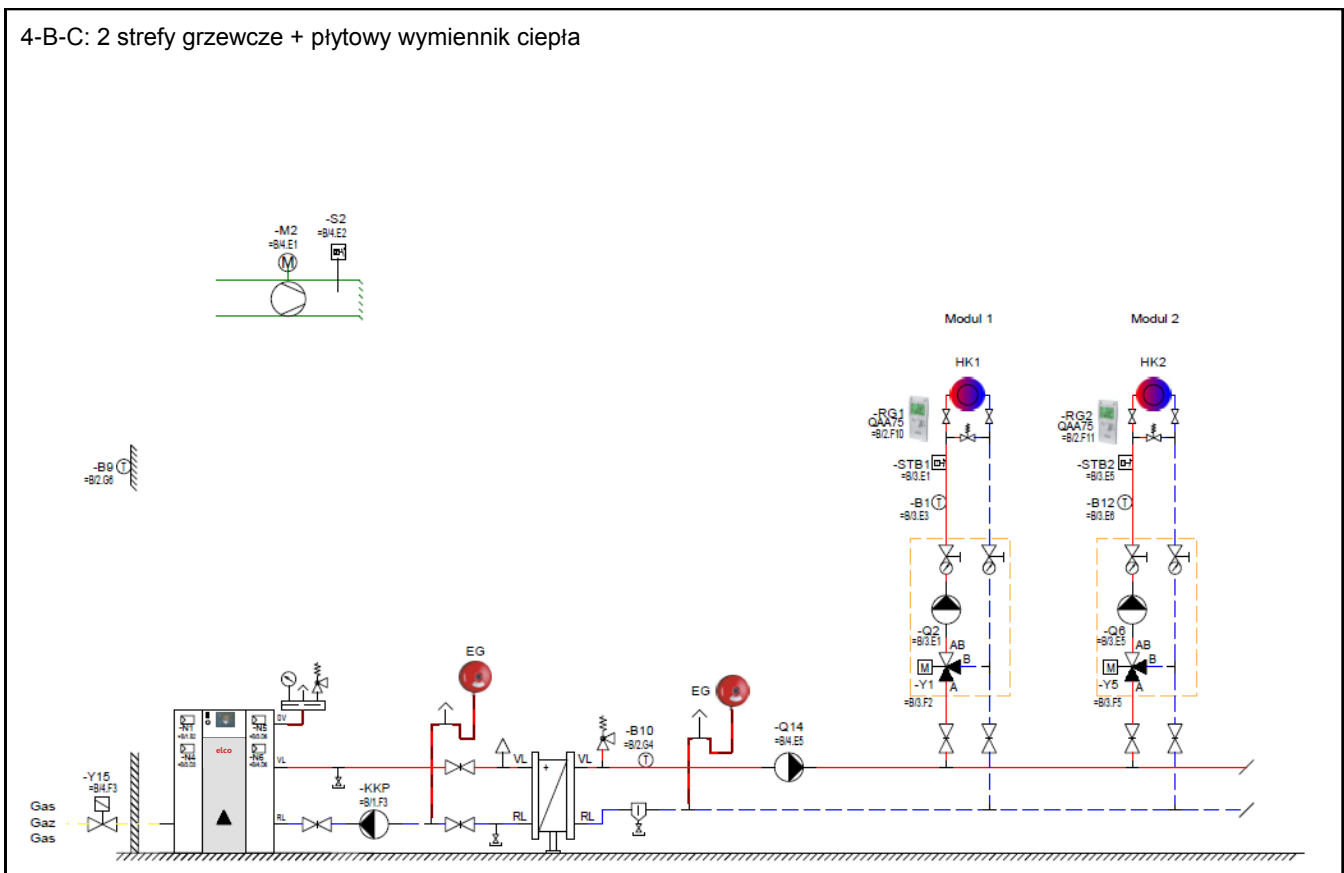 4-B-C: 2 strefy grzewcze + płytowy wymiennik ciepła
-M2
=B/4.E1
M
-S2
=B/4.E2
Modul 1
Modul 2
HK1
HK2
-RG1
QAA75
=B/2.F10
-RG2
QAA75
=B/2.F11
-B9
=B/2.G6
T
-STB1
=B/3.E1
-STB2
=B/3.E5
-B1
=B/3.E3
T
-B12
=B/3.E6
T
-Q2
=B/3.E1
AB
B
M
-Y1
A
=B/3.F2
-Q6
=B/3.E5
AB
B
M
-Y5
A
=B/3.F5
EG
EG
-N1
-N5
SV
elco
-N4
-N6
VL
RL
-Y15
=B/4.F3
Gas
Gaz
Gas
-KKP
=B/1.F3
VL
+
VL
RL
RL
-B10
=B/2.G4
T
-Q14
=B/4.E5